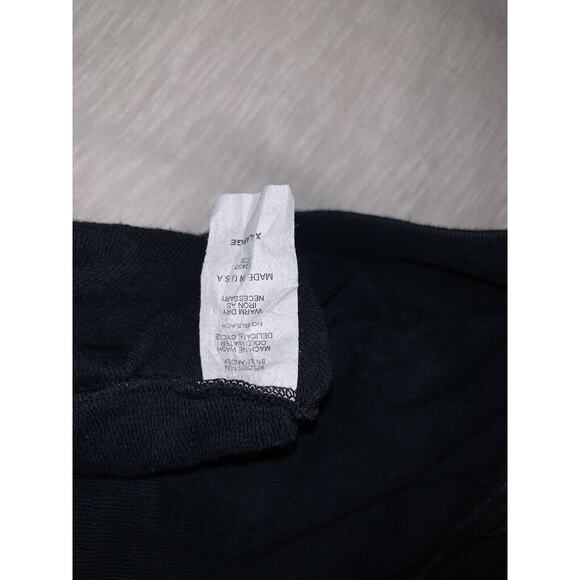 MACHINE WASH
COLD WATER
DELICATE CYCLE
NO BLEACH
WARM DRY
IRON AS
NECESSARY
MADE IN U.S.A
X-LARGE